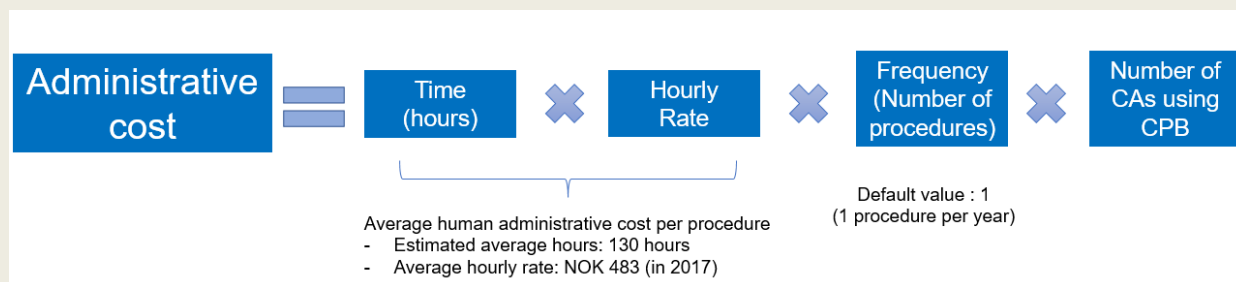 Administrative
cost
Time
(hours)
Hourly
Rate
Frequency
(Number of
procedures)
Number of
CAs using
CPB
Average human administrative cost per procedure
- Estimated average hours: 130 hours
- Average hourly rate: NOK 483 (in 2017)
Default value : 1
(1 procedure per year)